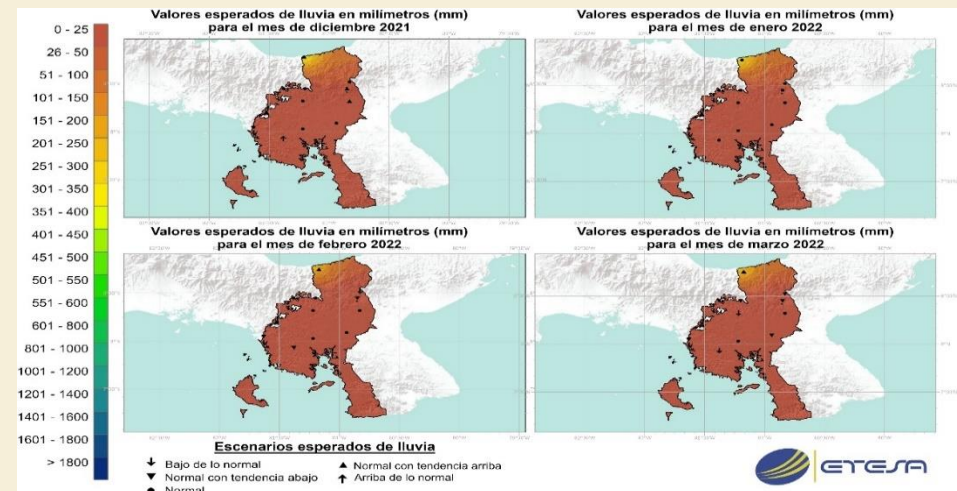 0 - 25
26 - 50
51 - 100
101 - 150
151 - 200
201 - 250
251 - 300
301 - 350
351 - 400
401 - 450
451 - 500
501 - 550
551 - 600
601 - 800
801 - 1000
1001 - 1200
1201 - 1400
1401 - 1600
1601 - 1800
> 1800
Valores esperados de lluvia en milímetros (mm)
para el mes de diciembre 2021
Valores esperados de lluvia en milímetros (mm)
para el mes de enero 2022
Valores esperados de lluvia en milímetros (mm)
para el mes de febrero 2022
Valores esperados de lluvia en milímetros (mm)
para el mes de marzo 2022
Escenarios esperados de lluvia
Bajo de lo normal
Normal con tendencia abajo
Normal
Normal con tendencia arriba
Arriba de lo normal
ETESA